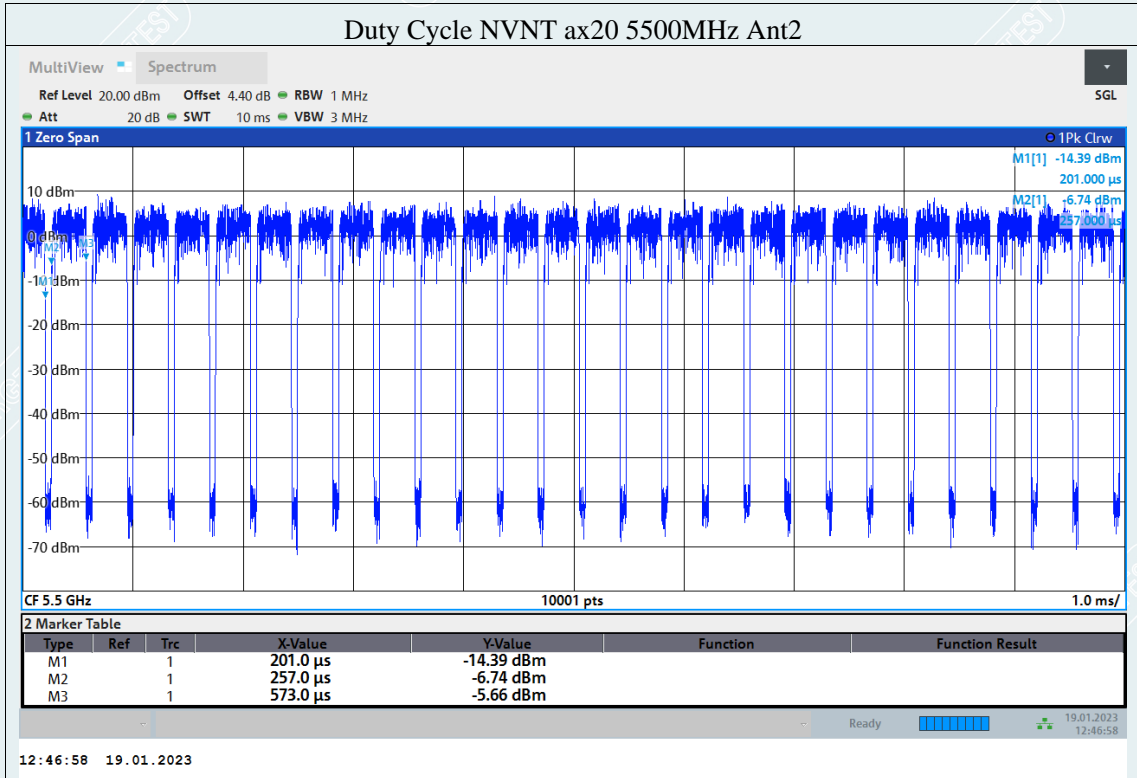 Duty Cycle NVNT ax20 5500MHz Ant2
MultiView Spectrum
Ref Level 20.00 dBm Offset 4.40 dB RBW 1 MHz SGL
Att 20 dB SWT 10 ms VBW 3 MHz
1 Zero Span 1Pk Clrw
M1[1] -14.39 dBm
201.000 µs
10 dBm
M2[1] -6.74 dBm
257.000 µs
0 dBm
M2
M3
M1
-10 dBm
-20 dBm
-30 dBm
-40 dBm
-50 dBm
-60 dBm
-70 dBm
CF 5.5 GHz 10001 pts 1.0 ms/
2 Marker Table
Type Ref Trc X-Value Y-Value Function Function Result
M1 1 201.0 µs -14.39 dBm
M2 1 257.0 µs -6.74 dBm
M3 1 573.0 µs -5.66 dBm
Ready 19.01.2023
12:46:58
12:46:58 19.01.2023